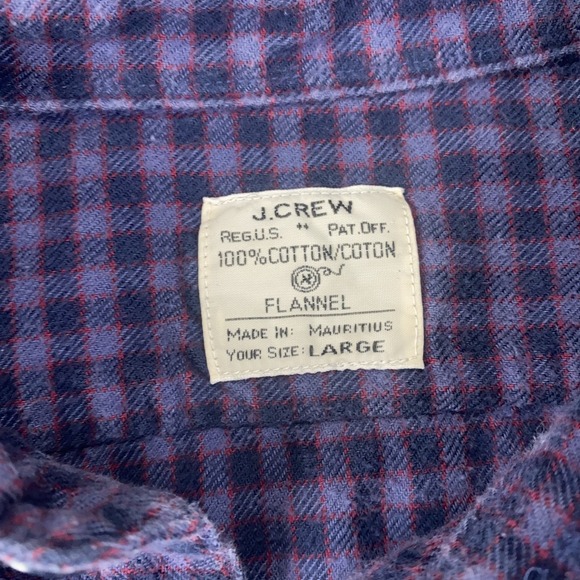 J.CREW
REG.U.S. PAT.OFF.
100%COTTON/COTON
FLANNEL
MADE IN: MAURITIUS
YOUR SIZE: LARGE